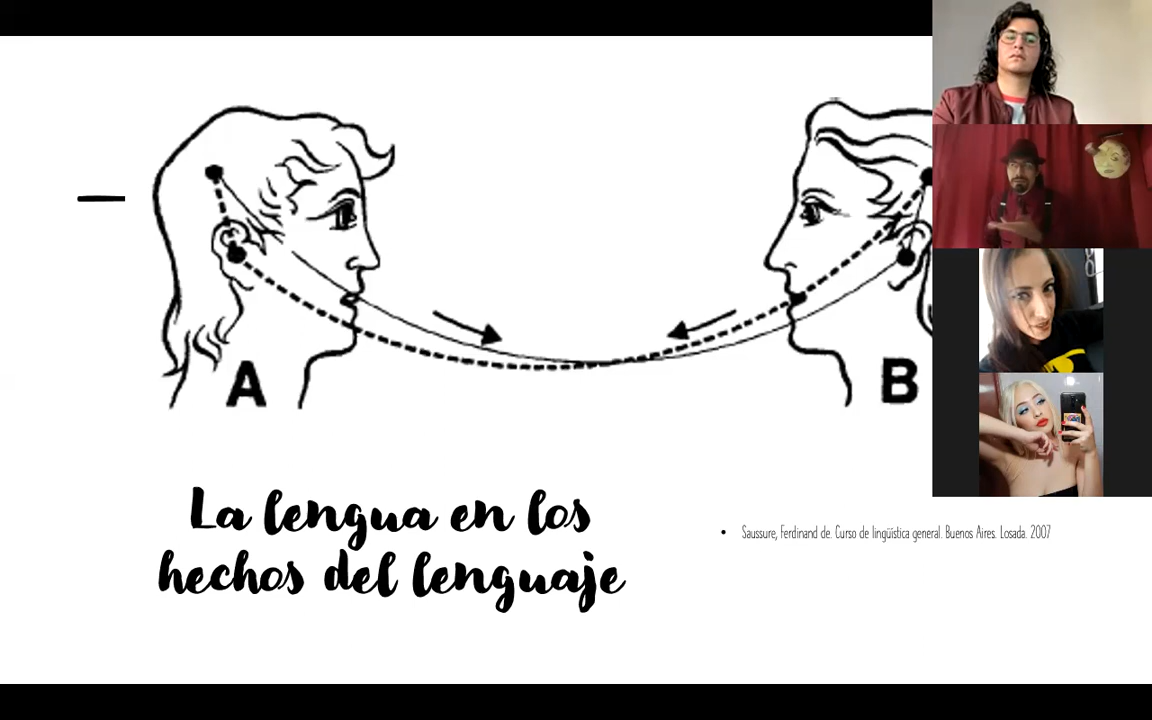 A
B
La lengua en los
hechos del lenguaje
• Saussure, Ferdinand de. Curso de lingüística general. Buenos Aires. Losada. 2007